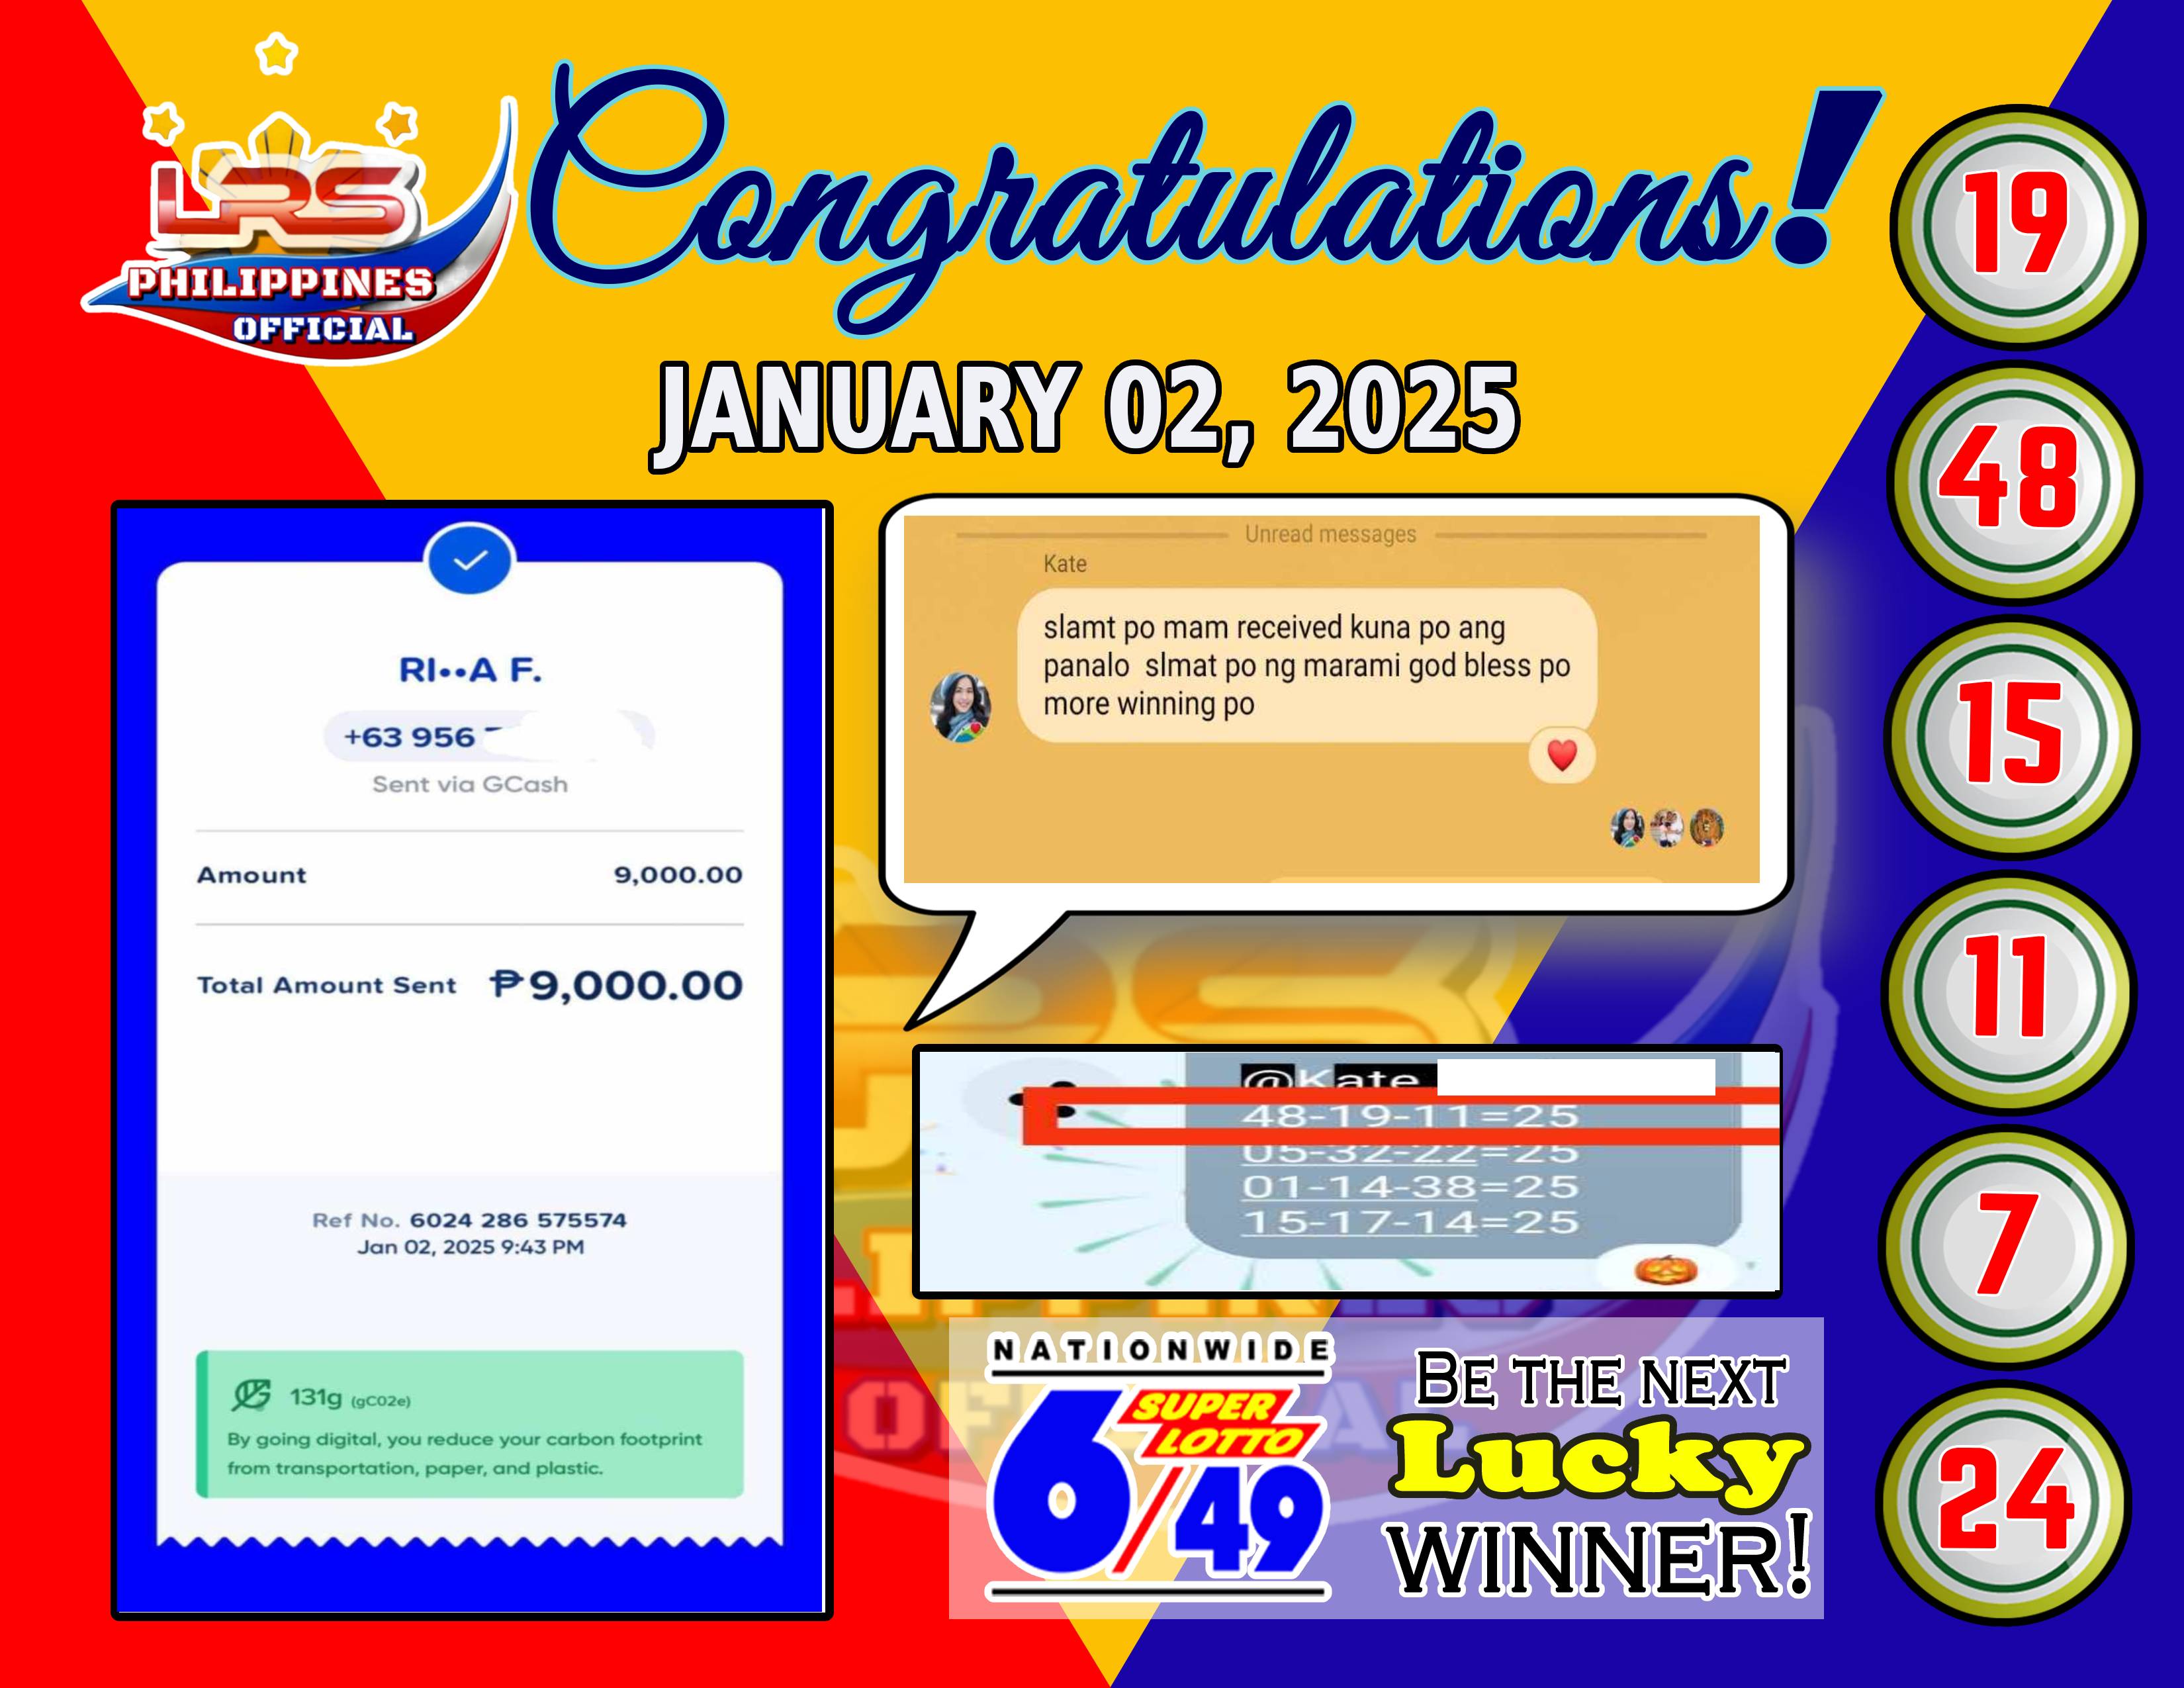 LRS
PHILIPPINES
OFFICIAL
Congratulations!
JANUARY 02, 2025
RI••A F.
+63 956
Sent via GCash
Amount 9,000.00
Total Amount Sent ₱9,000.00
Ref No. 6024 286 575574
Jan 02, 2025 9:43 PM
131g (gCO2e)
By going digital, you reduce your carbon footprint
from transportation, paper, and plastic.
Unread messages
Kate
slamt po mam received kuna po ang
panalo slmat po ng marami god bless po
more winning po
@Kate
48-19-11=25
05-32-22=25
01-14-38=25
15-17-14=25
NATIONWIDE
SUPER
LOTTO
6/49
BE THE NEXT
Lucky
WINNER!
19
48
15
11
7
24